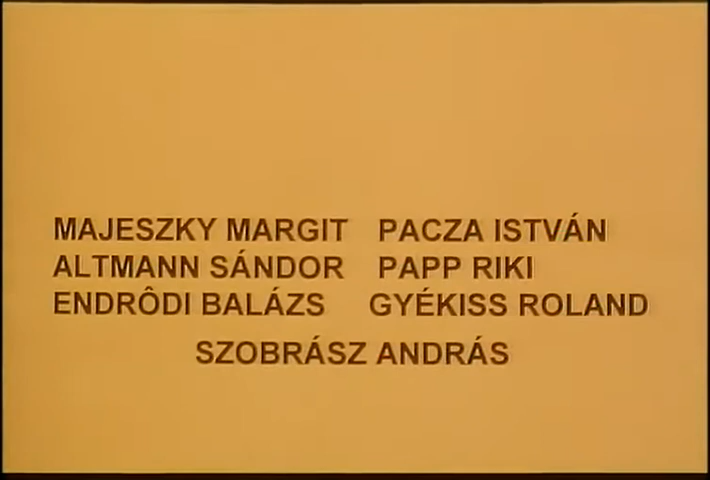 MAJESZKY MARGIT PACZA ISTVÁN
ALTMANN SÁNDOR PAPP RIKI
ENDRÔDI BALÁZS GYÉKISS ROLAND
SZOBRÁSZ ANDRÁS